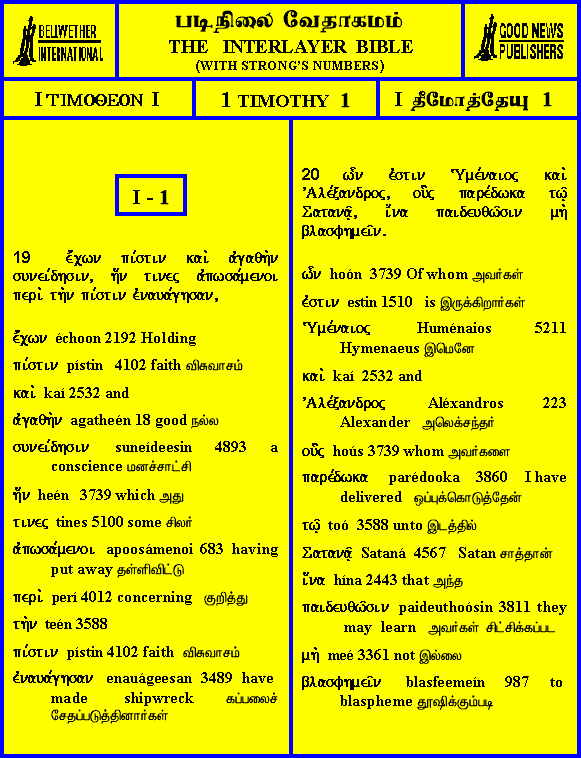 BELLWETHER
INTERNATIONAL
படிநிலை வேதாகமம்
THE INTERLAYER BIBLE
(WITH STRONG'S NUMBERS)
GOOD NEWS
PUBLISHERS
I ΤΙΜΟΘΕΟΝ I
1 TIMOTHY 1
I தீமோத்தேயு 1
I - 1
19 ἔχων πίστιν καὶ ἀγαθὴν
συνείδησιν, ἥν τινες ἀπωσάμενοι
περὶ τὴν πίστιν ἐναυάγησαν,
ἔχων échoon 2192 Holding
πίστιν pístin 4102 faith விசுவாசம்
καὶ kaí 2532 and
ἀγαθὴν agatheén 18 good நல்ல
συνείδησιν suneídeesin 4893 a
conscience மனச்சாட்சி
ἥν heén 3739 which அது
τινες tines 5100 some சிலர்
ἀπωσάμενοι apoosámenoi 683 having
put away தள்ளிவிட்டு
περὶ perí 4012 concerning குறித்து
τὴν teén 3588
πίστιν pístin 4102 faith விசுவாசம்
ἐναυάγησαν enauágeesan 3489 have
made shipwreck கப்பலைச்
சேதப்படுத்தினார்கள்
20 ὧν ἐστιν Ὑμέναιος καὶ
Ἀλέξανδρος, οὓς παρέδωκα τῷ
Σατανᾷ, ἵνα παιδευθῶσιν μὴ
βλασφημεῖν.
ὧν hoón 3739 Of whom அவர்கள்
ἐστιν estin 1510 is இருக்கிறார்கள்
Ὑμέναιος Huménaios 5211
Hymenaeus இமெனே
καὶ kaí 2532 and
Ἀλέξανδρος Aléxandros 223
Alexander அலெக்சந்தர்
οὓς hoús 3739 whom அவர்களை
παρέδωκα parédooka 3860 I have
delivered ஒப்புக்கொடுத்தேன்
τῷ toó 3588 unto இடத்தில்
Σατανᾷ Sataná 4567 Satan சாத்தான்
ἵνα hína 2443 that அந்த
παιδευθῶσιν paideuthoósin 3811 they
may learn அவர்கள் சிட்சிக்கப்பட
μὴ meé 3361 not இல்லை
βλασφημεῖν blasfeemeín 987 to
blaspheme தூஷிக்கும்படி